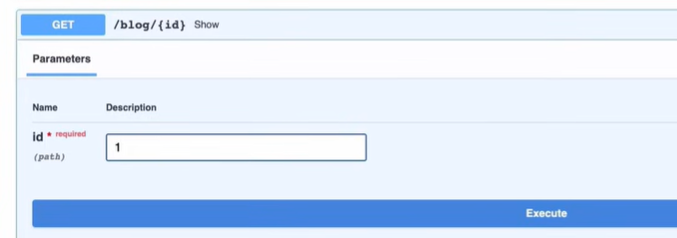 GET /blog/{id} Show
Parameters
Name Description
id * required
(path)
1
Execute